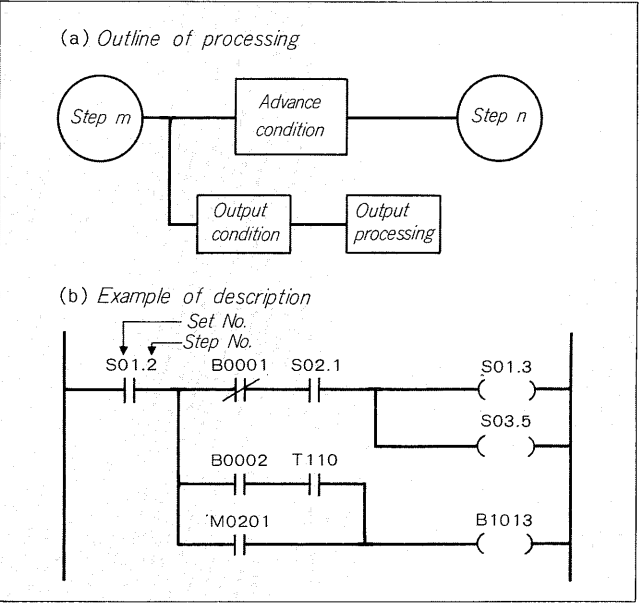 (a) Outline of processing
Step m
Advance
condition
Step n
Output
condition
Output
processing
(b) Example of description
Set No.
Step No.
S01.2
B0001
S02.1
S01.3
S03.5
B0002
T110
M0201
B1013